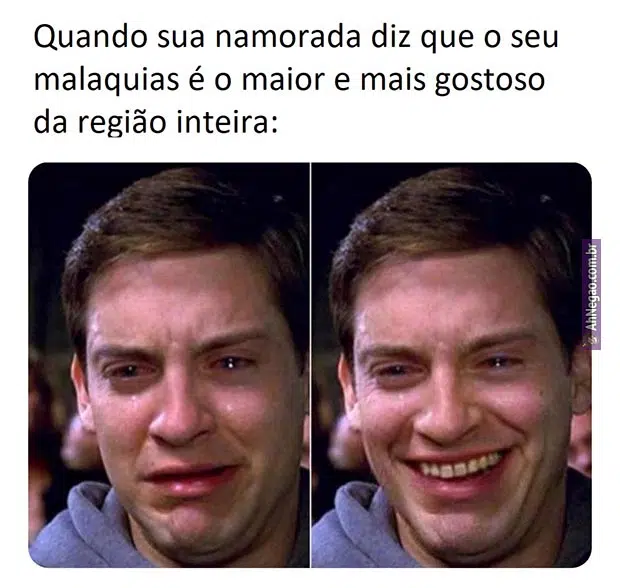 Quando sua namorada diz que o seu
malaquias é o maior e mais gostoso
da região inteira:
AhNegao.com.br